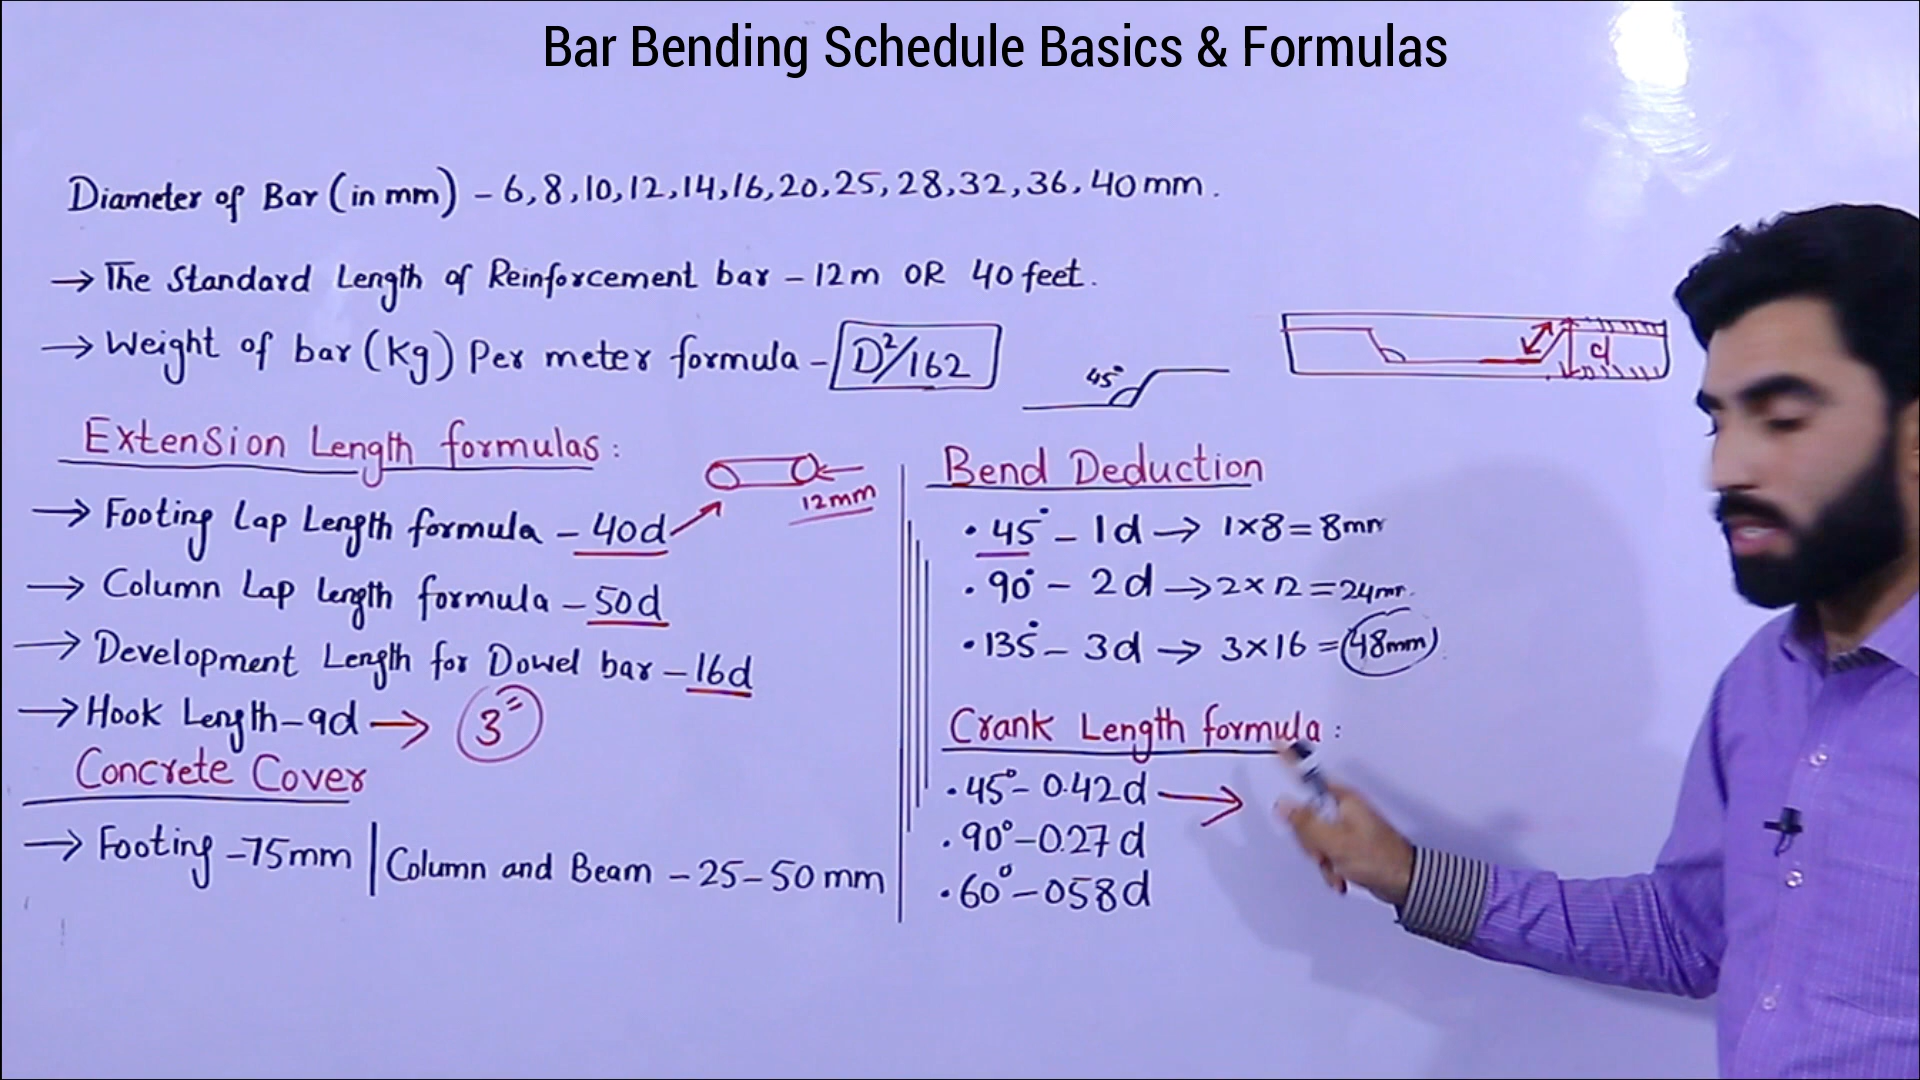 Bar Bending Schedule Basics & Formulas
Diameter of Bar (in mm) - 6, 8, 10, 12, 14, 16, 20, 25, 28, 32, 36, 40 mm.
→ The Standard Length of Reinforcement bar - 12m OR 40 feet.
→ Weight of bar (Kg) Per meter formula - D²/162
45°
d
Extension Length formulas:
→ Footing Lap Length formula - 40d
12mm
→ Column Lap length formula - 50d
→ Development Length for Dowel bar - 16d
→ Hook Length - 9d → 3"
Concrete Cover
→ Footing - 75mm | Column and Beam - 25-50 mm
Bend Deduction
• 45° - 1d → 1×8=8mm
• 90° - 2d → 2×12=24mm.
• 135° - 3d → 3×16=48mm
Crank Length formula:
• 45° - 0.42d →
• 90° - 0.27d
• 60° - 058d